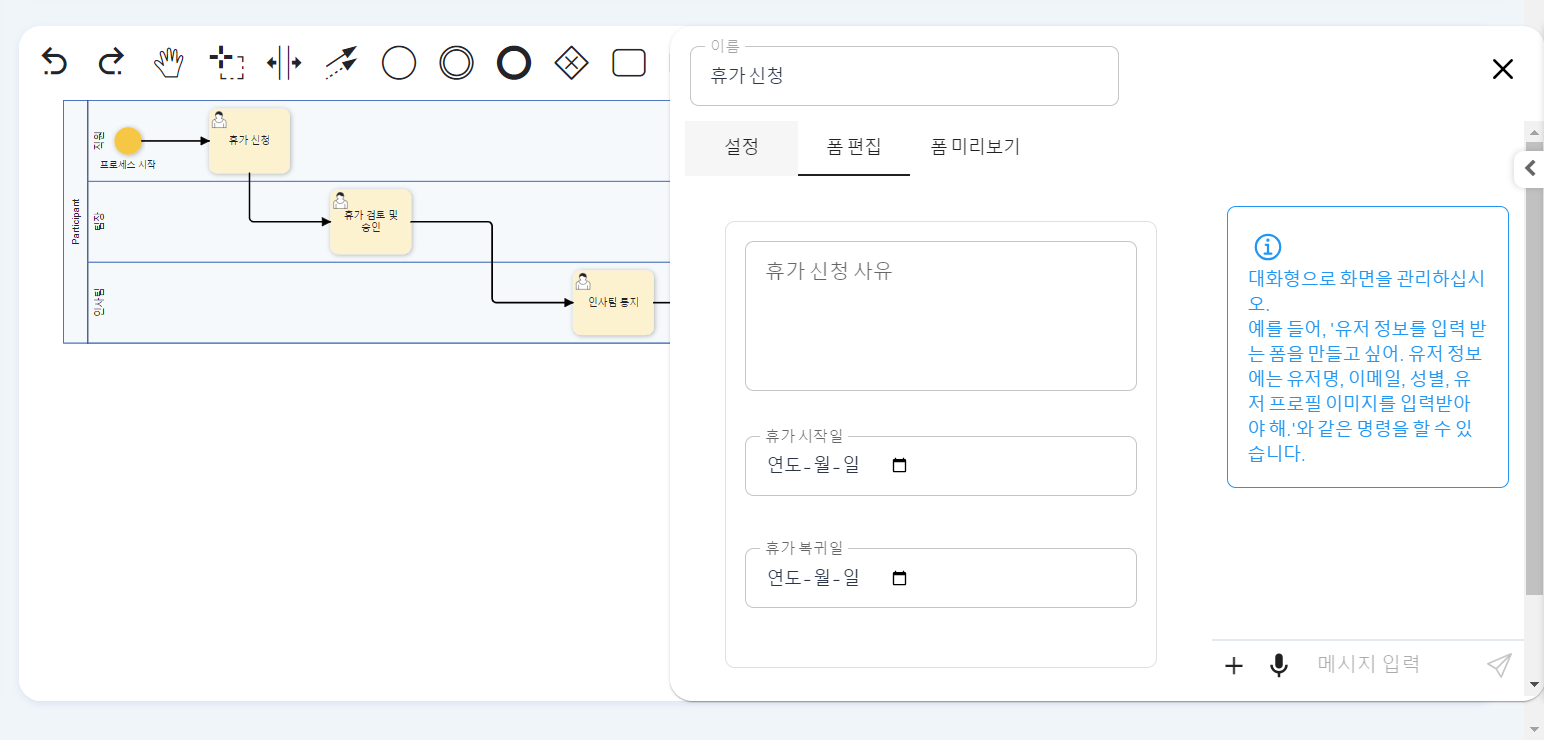 이름
휴가 신청
설정
폼 편집
폼 미리보기
Participant
직원
프로세스 시작
휴가 신청
팀장
휴가 검토 및
승인
인사팀
인사팀 통지
휴가 신청 사유
휴가 시작일
연도-월-일
휴가 복귀일
연도-월-일
대화형으로 화면을 관리하십시
오.
예를 들어, '유저 정보를 입력 받
는 폼을 만들고 싶어. 유저 정보
에는 유저명, 이메일, 성별, 유
저 프로필 이미지를 입력받아
야 해.'와 같은 명령을 할 수 있
습니다.
메시지 입력